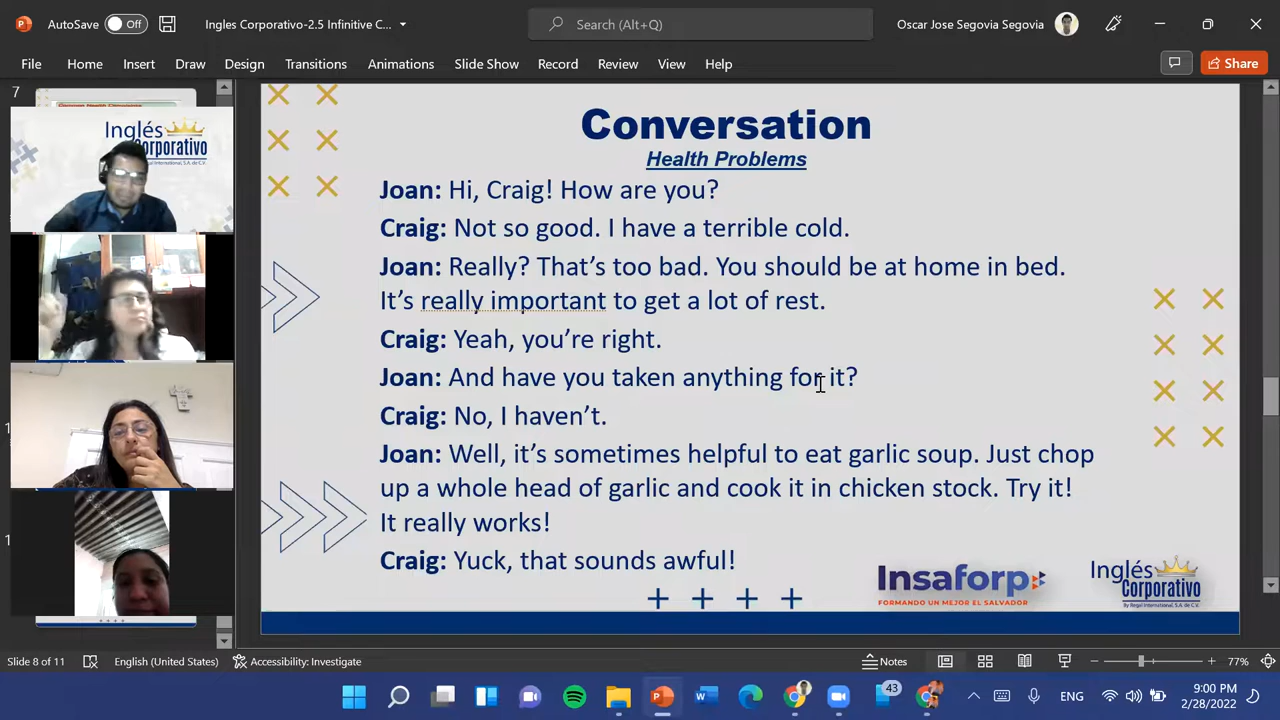 AutoSave Off Ingles Corporativo-2.5 Infinitive C... Search (Alt+Q) Oscar Jose Segovia Segovia
File Home Insert Draw Design Transitions Animations Slide Show Record Review View Help Share
7
Inglés
Corporativo
Conversation
Health Problems
Joan: Hi, Craig! How are you?
Craig: Not so good. I have a terrible cold.
Joan: Really? That's too bad. You should be at home in bed.
It's really important to get a lot of rest.
Craig: Yeah, you're right.
Joan: And have you taken anything for it?
Craig: No, I haven't.
Joan: Well, it's sometimes helpful to eat garlic soup. Just chop
up a whole head of garlic and cook it in chicken stock. Try it!
It really works!
Craig: Yuck, that sounds awful!
Insaforp
FORMANDO UN MEJOR EL SALVADOR
Inglés
Corporativo
By Regal International, S.A. de C.V.
Slide 8 of 11 English (United States) Accessibility: Investigate Notes 77%
43 ENG 9:00 PM
2/28/2022